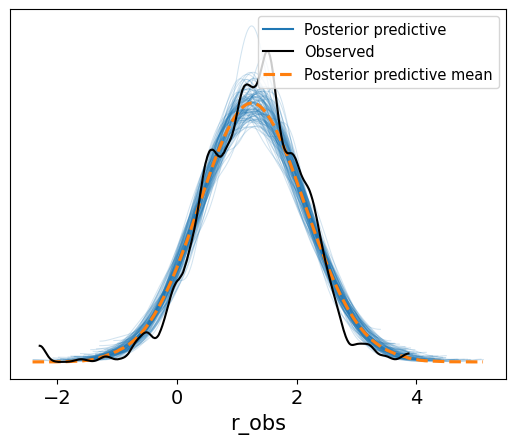 Posterior predictive
Observed
Posterior predictive mean
−2 0 2 4
r_obs